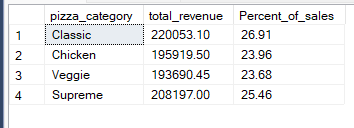 pizza_category total_revenue Percent_of_sales
1 Classic 220053.10 26.91
2 Chicken 195919.50 23.96
3 Veggie 193690.45 23.68
4 Supreme 208197.00 25.46